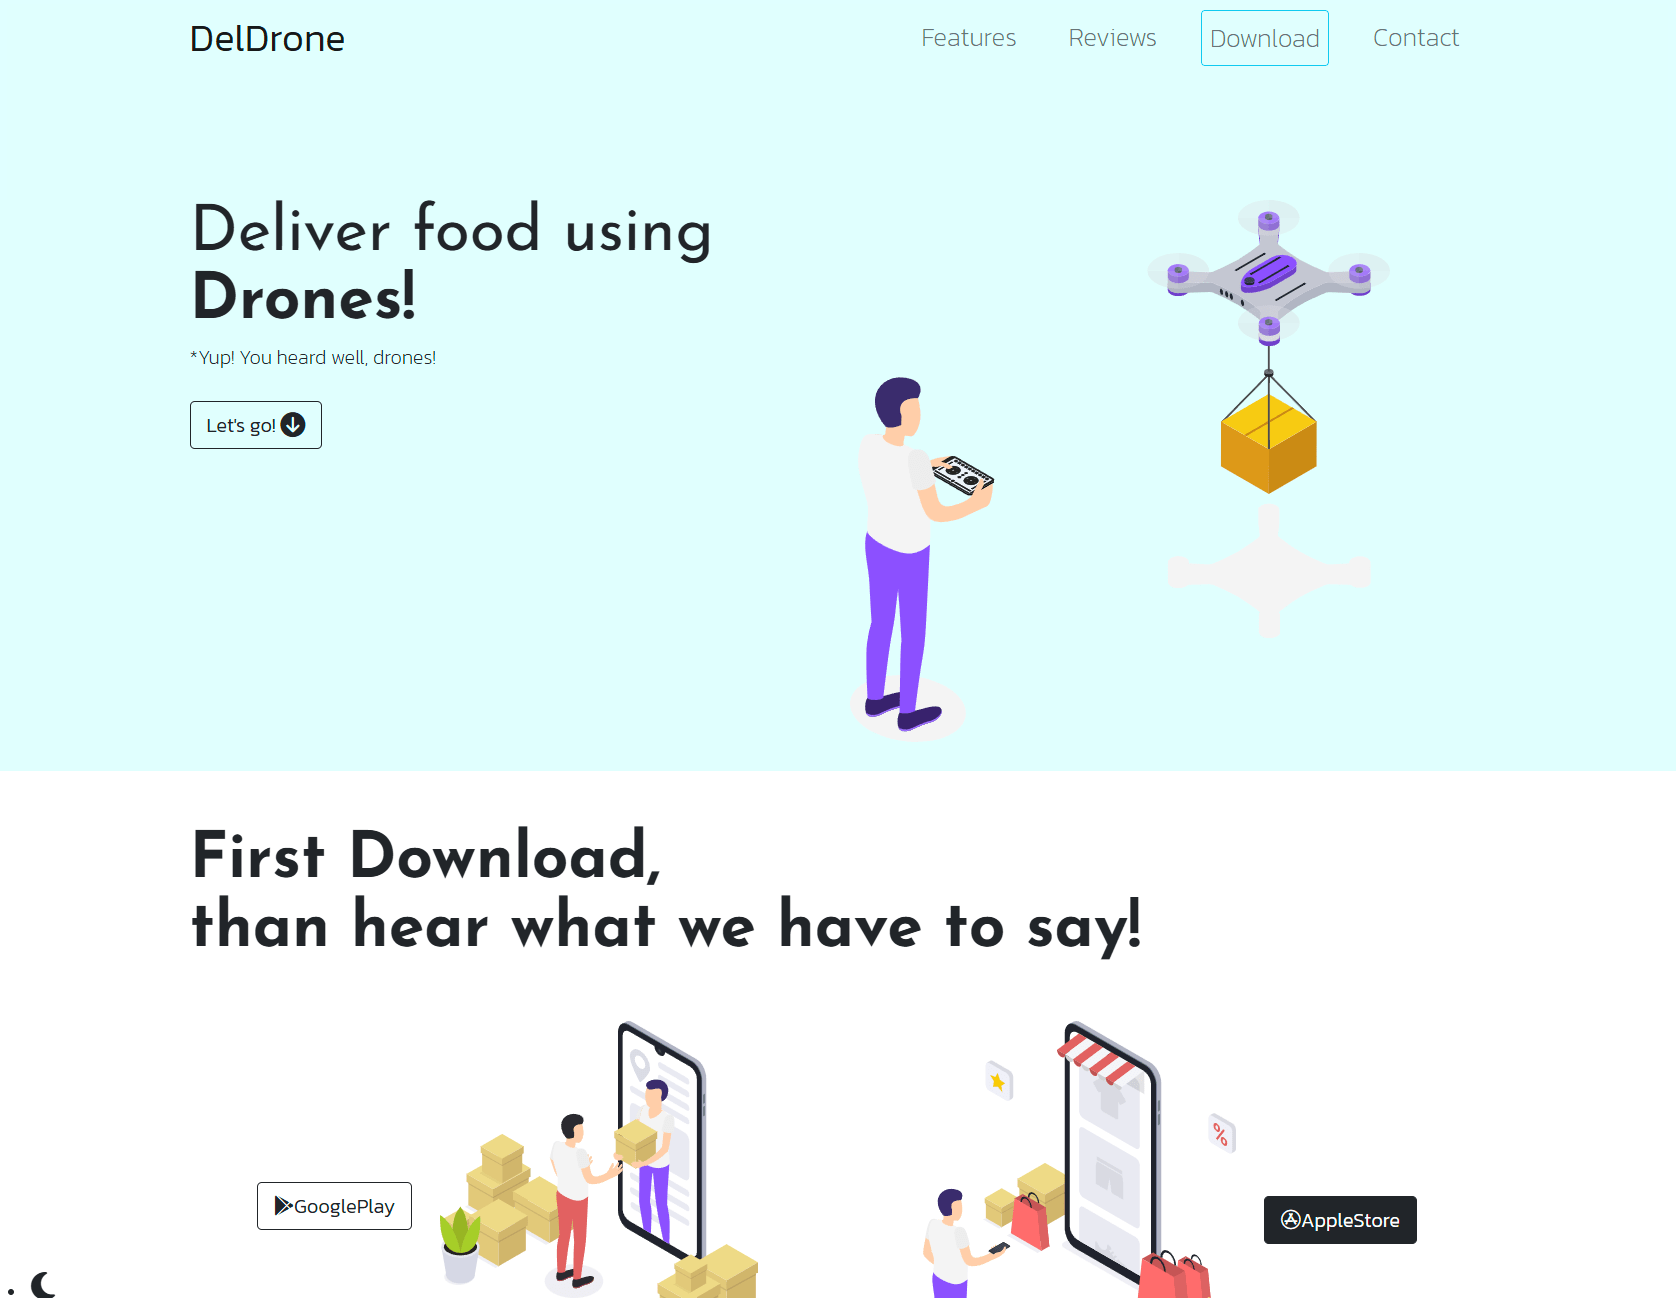 DelDrone
Features
Reviews
Download
Contact
Deliver food using
Drones!
*Yup! You heard well, drones!
Let's go!
First Download,
than hear what we have to say!
%
GooglePlay
AppleStore